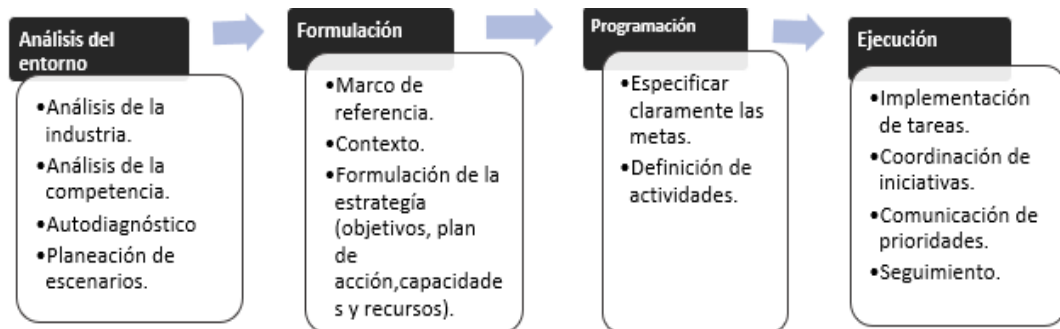 Análisis del
entorno
•Análisis de la
industria.
•Análisis de la
competencia.
•Autodiagnóstico
•Planeación de
escenarios.
Formulación
•Marco de
referencia.
•Contexto.
•Formulación de la
estrategía
(objetivos, plan
de
acción,capacidade
s y recursos).
Programación
•Especificar
claramente las
metas.
•Definición de
actividades.
Ejecución
•Implementación
de tareas.
•Coordinación de
iniciativas.
•Comunicación de
prioridades.
•Seguimiento.